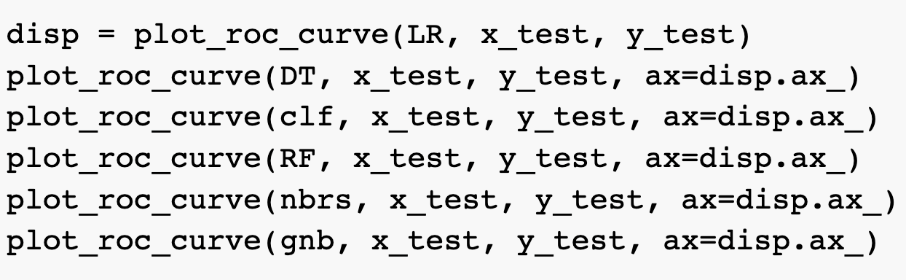 disp = plot_roc_curve(LR, x_test, y_test)
plot_roc_curve(DT, x_test, y_test, ax=disp.ax_)
plot_roc_curve(clf, x_test, y_test, ax=disp.ax_)
plot_roc_curve(RF, x_test, y_test, ax=disp.ax_)
plot_roc_curve(nbrs, x_test, y_test, ax=disp.ax_)
plot_roc_curve(gnb, x_test, y_test, ax=disp.ax_)